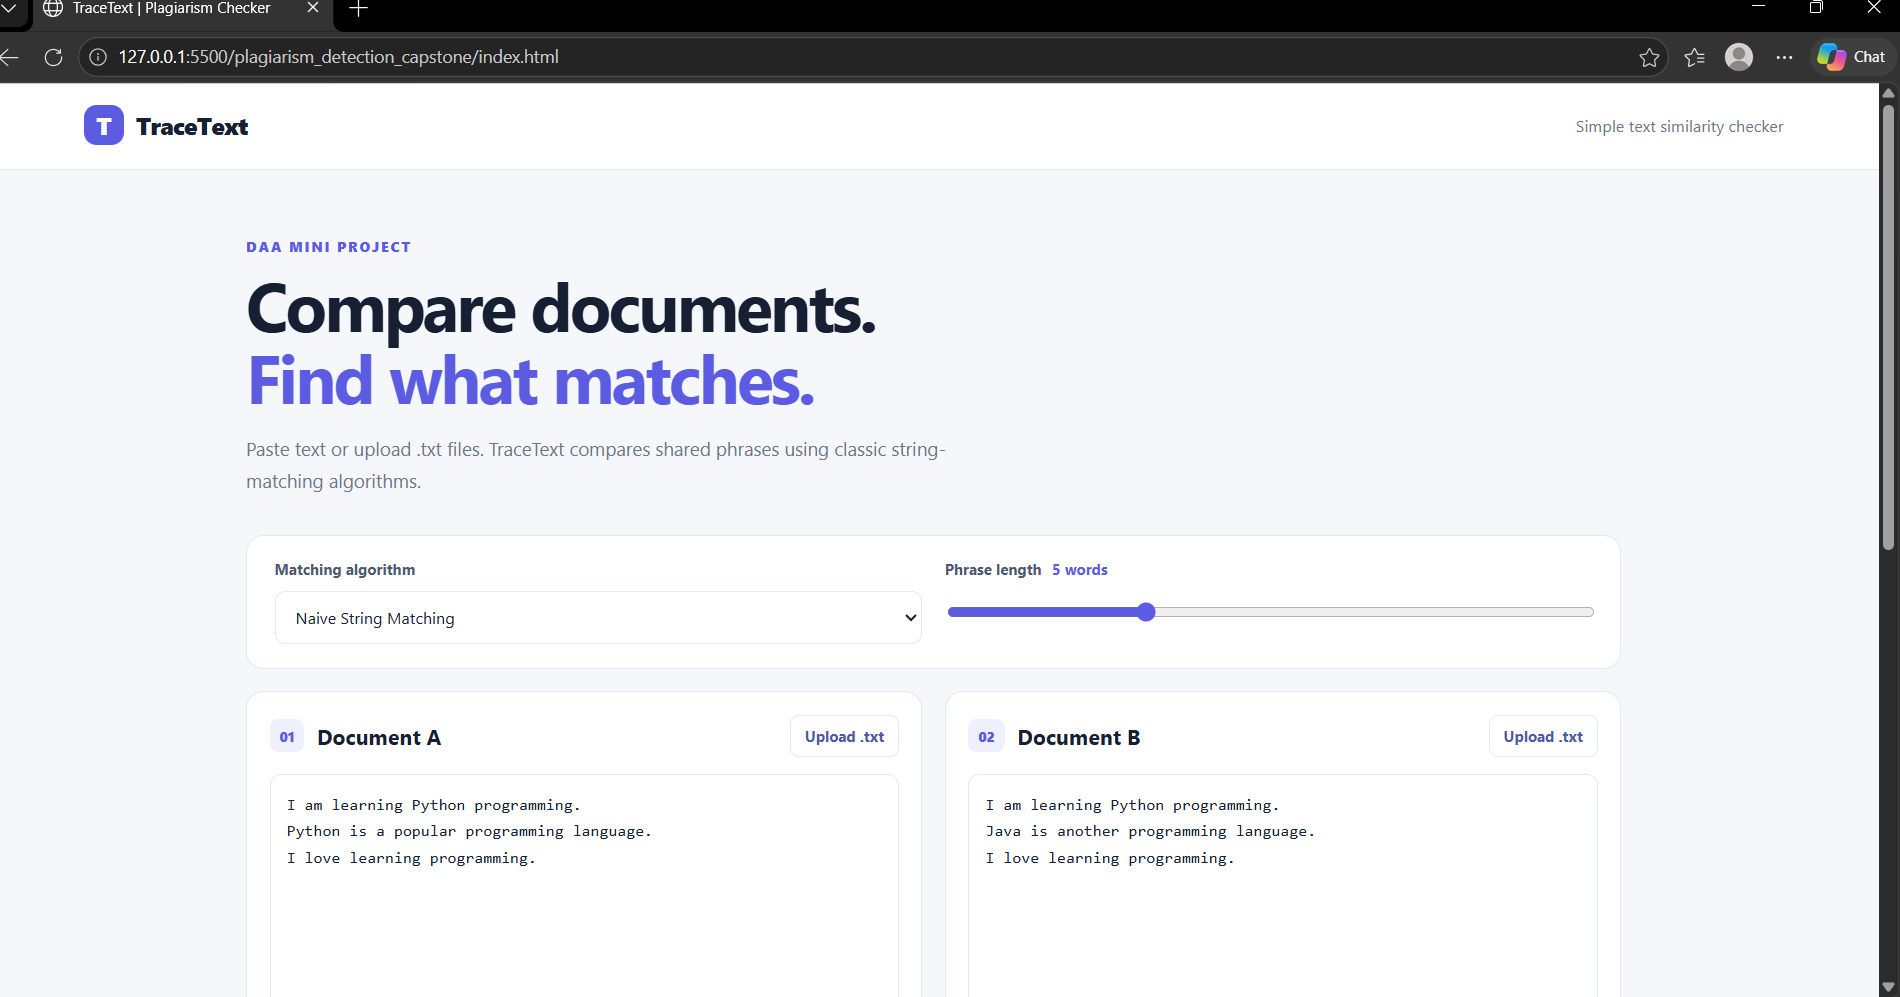 TraceText | Plagiarism Checker
127.0.0.1:5500/plagiarism_detection_capstone/index.html
Chat
T TraceText
Simple text similarity checker
DAA MINI PROJECT
Compare documents.
Find what matches.
Paste text or upload .txt files. TraceText compares shared phrases using classic string-
matching algorithms.
Matching algorithm
Naive String Matching
Phrase length 5 words
01 Document A
Upload .txt
I am learning Python programming.
Python is a popular programming language.
I love learning programming.
02 Document B
Upload .txt
I am learning Python programming.
Java is another programming language.
I love learning programming.